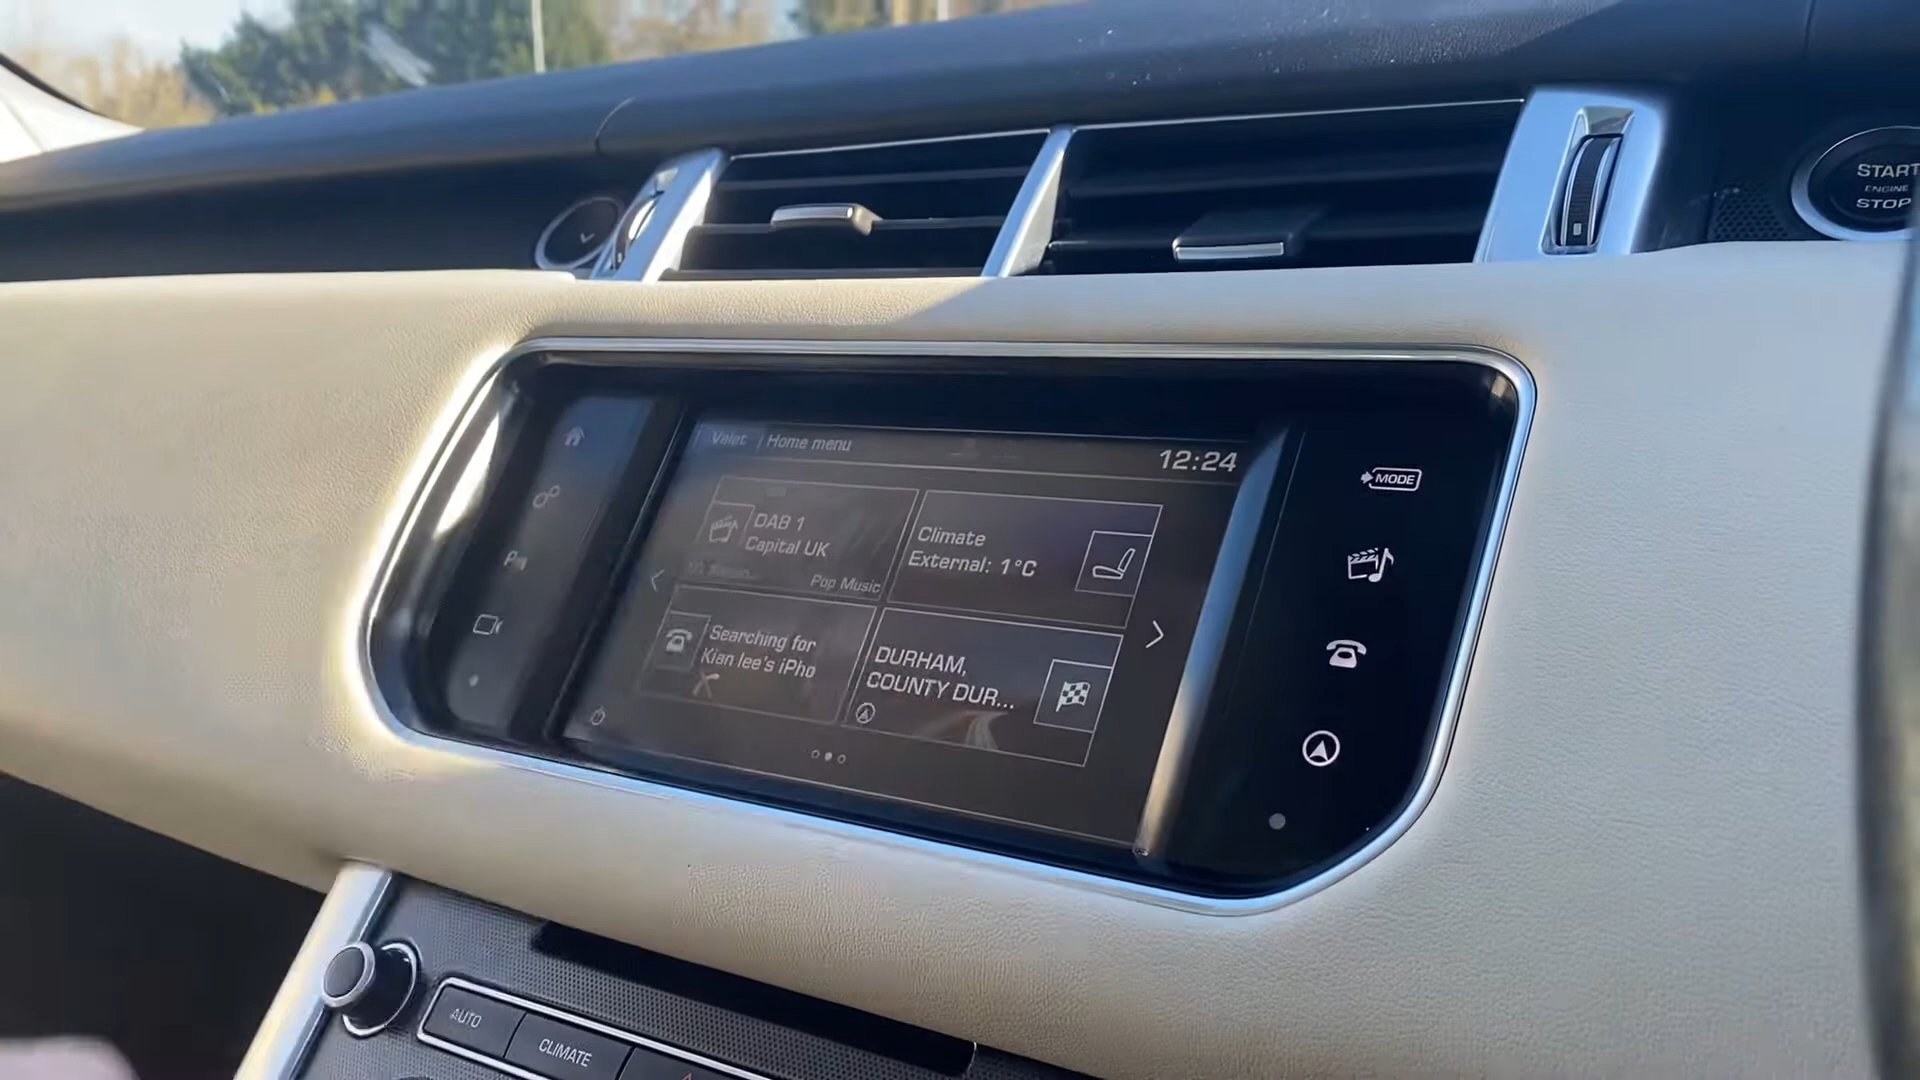 START
ENGINE
STOP
Valet | Home menu
12:24
MODE
DAB 1
Capital UK
Pop Music
Climate
External: 1°C
Searching for
Kian lee's iPho
DURHAM,
COUNTY DUR...
AUTO
CLIMATE